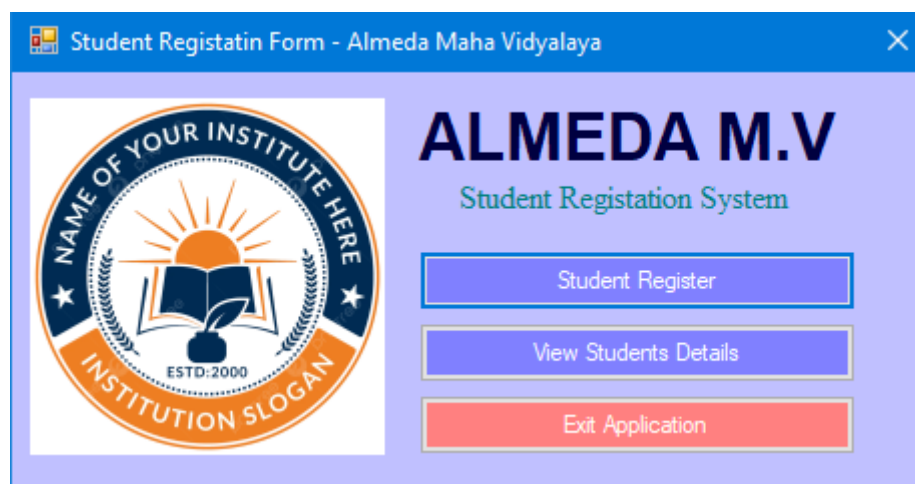 Student Registatin Form - Almeda Maha Vidyalaya
NAME OF YOUR INSTITUTE HERE
ESTD:2000
INSTITUTION SLOGAN
ALMEDA M.V
Student Registation System
Student Register
View Students Details
Exit Application